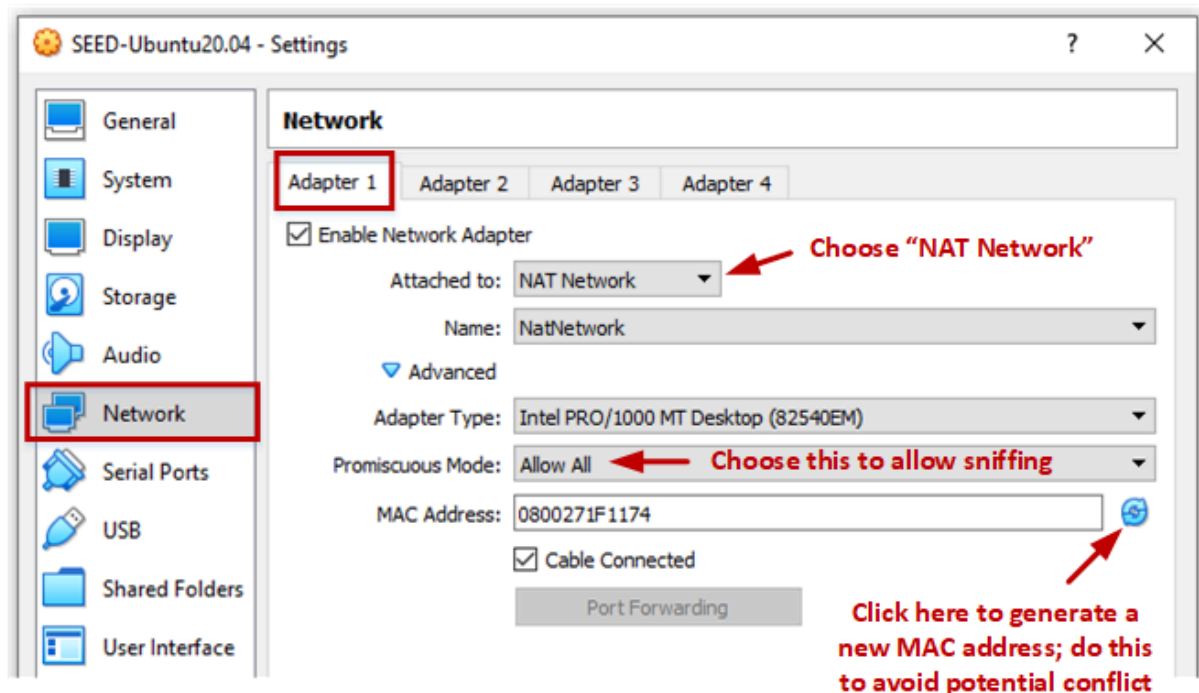 SEED-Ubuntu20.04 - Settings ? ×
General
System
Display
Storage
Audio
Network
Serial Ports
USB
Shared Folders
User Interface
Network
Adapter 1 Adapter 2 Adapter 3 Adapter 4
Enable Network Adapter
Choose “NAT Network”
Attached to: NAT Network
Name: NatNetwork
Advanced
Adapter Type: Intel PRO/1000 MT Desktop (82540EM)
Promiscuous Mode: Allow All Choose this to allow sniffing
MAC Address: 0800271F1174
Cable Connected
Port Forwarding
Click here to generate a
new MAC address; do this
to avoid potential conflict